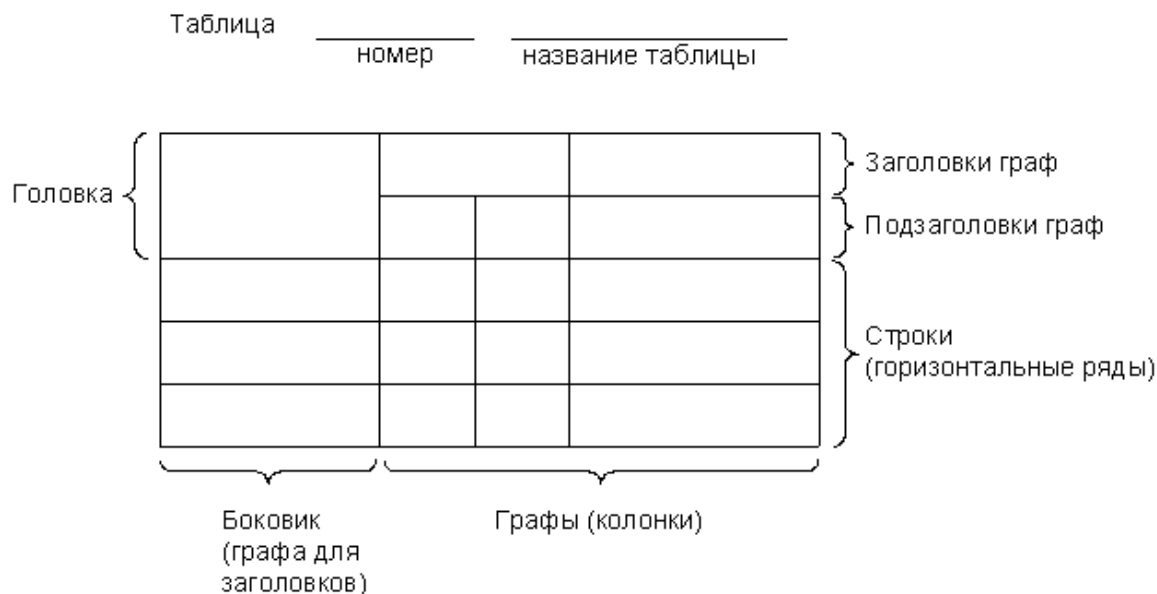 Таблица
номер
название таблицы
Головка
Заголовки граф
Подзаголовки граф
Строки
(горизонтальные ряды)
Боковик
(графа для
заголовков)
Графы (колонки)